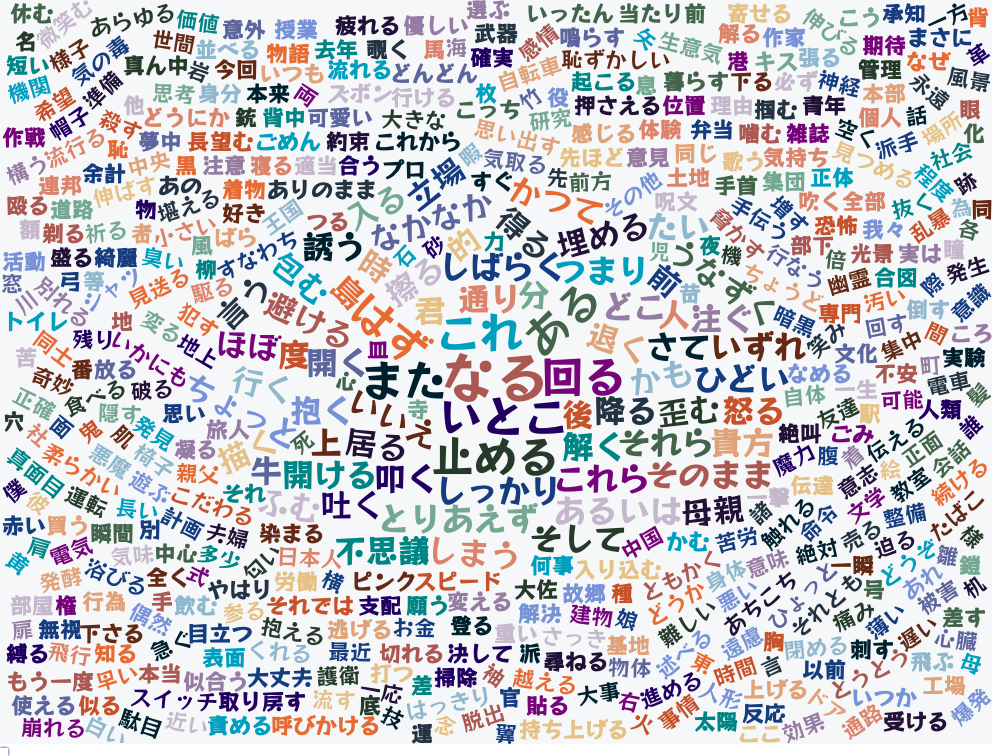 休む 微笑む あらゆる 価値 意外 授業 疲れる 優しい 選ぶ いったん 当たり前 寄せる 伸びる こう 承知 一方 背
名 様子 気の毒 世間 並べる 物語 去年 覗く 馬 海 武器 感情 鳴らす 矢 生意気 解る 作家 期待 まさに 革
短い 真ん中 岩 今回 いつも 流れる どんどん 確実 自転車 恥ずかしい 港 キス 張る 管理 なぜ 風景
機関 希望 準備 思考 身分 本来 両 ズボン 行ける 枚 こっち 竹 役 起こる 息 暮らす 下る 必ず 神経 本部 永遠
帽子 他 どうにか 銃 背中 可愛い 大きな 研究 押さえる 位置 理由 掴む 青年 個人 話 眼
作戦 流行る 殺す 夢中 長望む ごめん 約束 これから 思い出す 感じる 体験 弁当 噛む 雑誌 空く 派手 場所 化
構う 恥 余計 中央 黒 注意 寝る 適当 合う プロ 暇 気取る 先ほど 意見 同じ 歌う 気持ち 見つめる 社会
連邦 伸ばす あの 着物 ありのまま 立場 すぐ 先 前方 その他 土地 手首 集団 正体 程度 跡
殴る 道路 物 堪える 好き 王国 つる 入る なかなか かつて 呪文 手伝う 増す 吹く 全部 抜く 為 同
額 剃る 祈る 者 小さい ばら 誘う 石 砂 的 力 得る 埋める たい 脅かす 恐怖 我々 乱暴 各
活動 盛る 綺麗 臭い 風 柳 すなわち 包む 時 擦る しばらく つまり 前 児 つ 夜 機 行なう 部下 倍 光景 実は 瞳
窓 弓 等 シャツ 見送る 駆る 言う 島 君 通り 分 ある どこ 苗 うなずく ちょうど 幽霊 合図 際 発生
川 別れる 犯す 避ける はず これ 人 注ぐ 暗黒 専門 汚い 倒す 意識
トイレ 残り 地 変る 地上 ほぼ 度 開く 皿 退く さて いずれ 笑み 文化 回す 集中 間 ころ
苦 同士 いかにも 番 放る 心 また なる 回る かも ひどい なめる 不安 町 実験
奇妙 食べる 破る ちょっと 行く 抱く いい 寺 いとこ 後 降る 歪む 怒る 自体 一生 電車 髪
穴 正確 隠す 思い 旅人 描く 死 上 居る え 止める 解く それら 貴方 絶叫 友達 駅 可能 人類 誰
社 面 鬼 肌 発見 凝る 牛 開ける 叩く しっかり これら そのまま 魔力 腹 ごみ 着 伝える 正面 会話
真面目 柔らかい 悪魔 椅子 遊ぶ 親父 こだわる それ ふむ 吐く とりあえず あるいは 母親 一撃 伝達 意志 絵 教室 続ける
僕 後 運転 長い 計画 夫婦 染まる 諸 触れる 命令 文学 整備 たばこ
赤い 買う 瞬間 別 日本人 不思議 しまう そして 中国 かむ 苦労 絶対 売る 迫る 様
黄 肩 電気 気味 中心 多少 匂い 何事 入り込む ともかく 身体 意味 一瞬 どうぞ 雛 鎧
発酵 浴びる 全く 式 やはり 労働 横 ピンク スピード 大佐 故郷 種 どうか 悪い あちこち ひょっと 号 あれ 被害 机
部屋 権 行為 手 飲む 参る それでは 支配 願う 変える 解決 建物 娘 難しい 遠慮 それとも 痛み 薄い 差す
扉 無視 下さる 偶然 急ぐ 目立つ 抱える 逃げる お金 登る 重い さっき 基地 述べる 胸 閉める 刺す 遅い 心臓
縛る 飛行 知る 表面 くれる 最近 切れる 決して 派 尋ねる 物体 東 時間 言 以前 とうとう 飛ぶ 母
もう一度 早い 本当 似合う 大丈夫 護衛 打つ 差 掃除 袖 越える 大事 右 進める 人形 上げる べ いつか 工場
使える 似る スイッチ 取り戻す 流す 一応 底 技 はっきり 官 貼る 火 事情 太陽 反応 効果 通路 受ける 爆発
崩れる 白い 駄目 近い 責める 呼びかける 運 念 脱出 翼 持ち上げる ここ